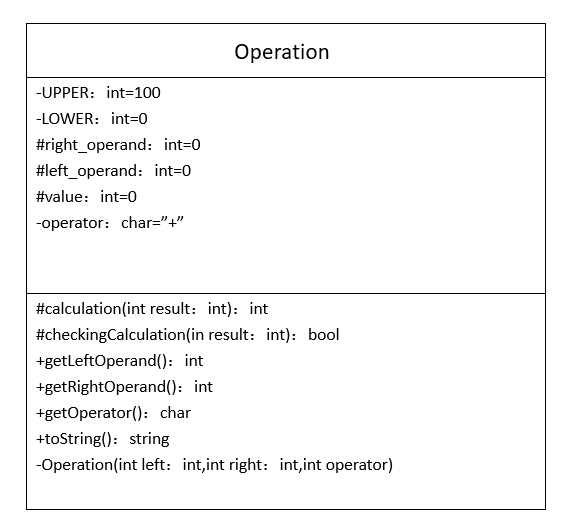 Operation
-UPPER：int=100
-LOWER：int=0
#right_operand：int=0
#left_operand：int=0
#value：int=0
-operator：char=”+”
#calculation(int result：int)：int
#checkingCalculation(in result：int)：bool
+getLeftOperand()：int
+getRightOperand()：int
+getOperator()：char
+toString()：string
-Operation(int left：int,int right：int,int operator)